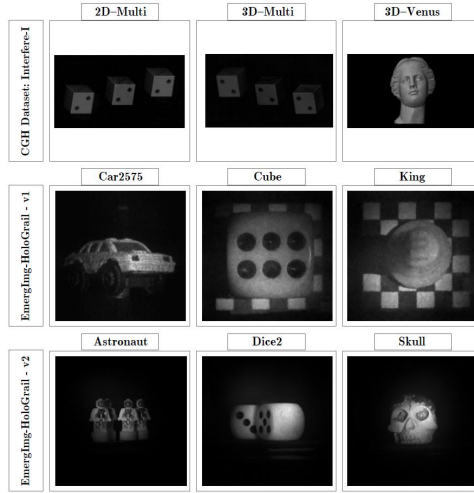 2D–Multi
3D–Multi
3D–Venus
CGH Dataset: Interfere-I
Car2575
Cube
King
EmergImg-HoloGrail - v1
Astronaut
Dice2
Skull
EmergImg-HoloGrail - v2